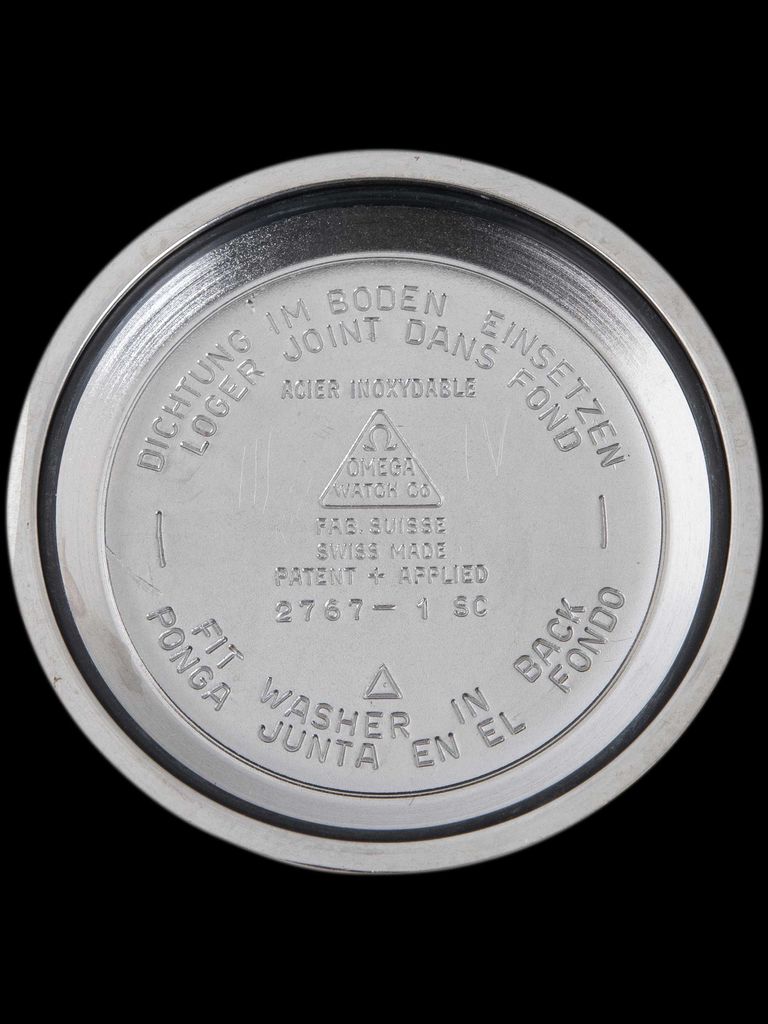 DICHTUNG IM BODEN EINSETZEN
LOGER JOINT DANS FOND
ACIER INOXYDABLE
Ω
OMEGA
WATCH Co
FAB. SUISSE
SWISS MADE
PATENT + APPLIED
2767 - 1 SC
FIT WASHER IN BACK
PONGA JUNTA EN EL FONDO